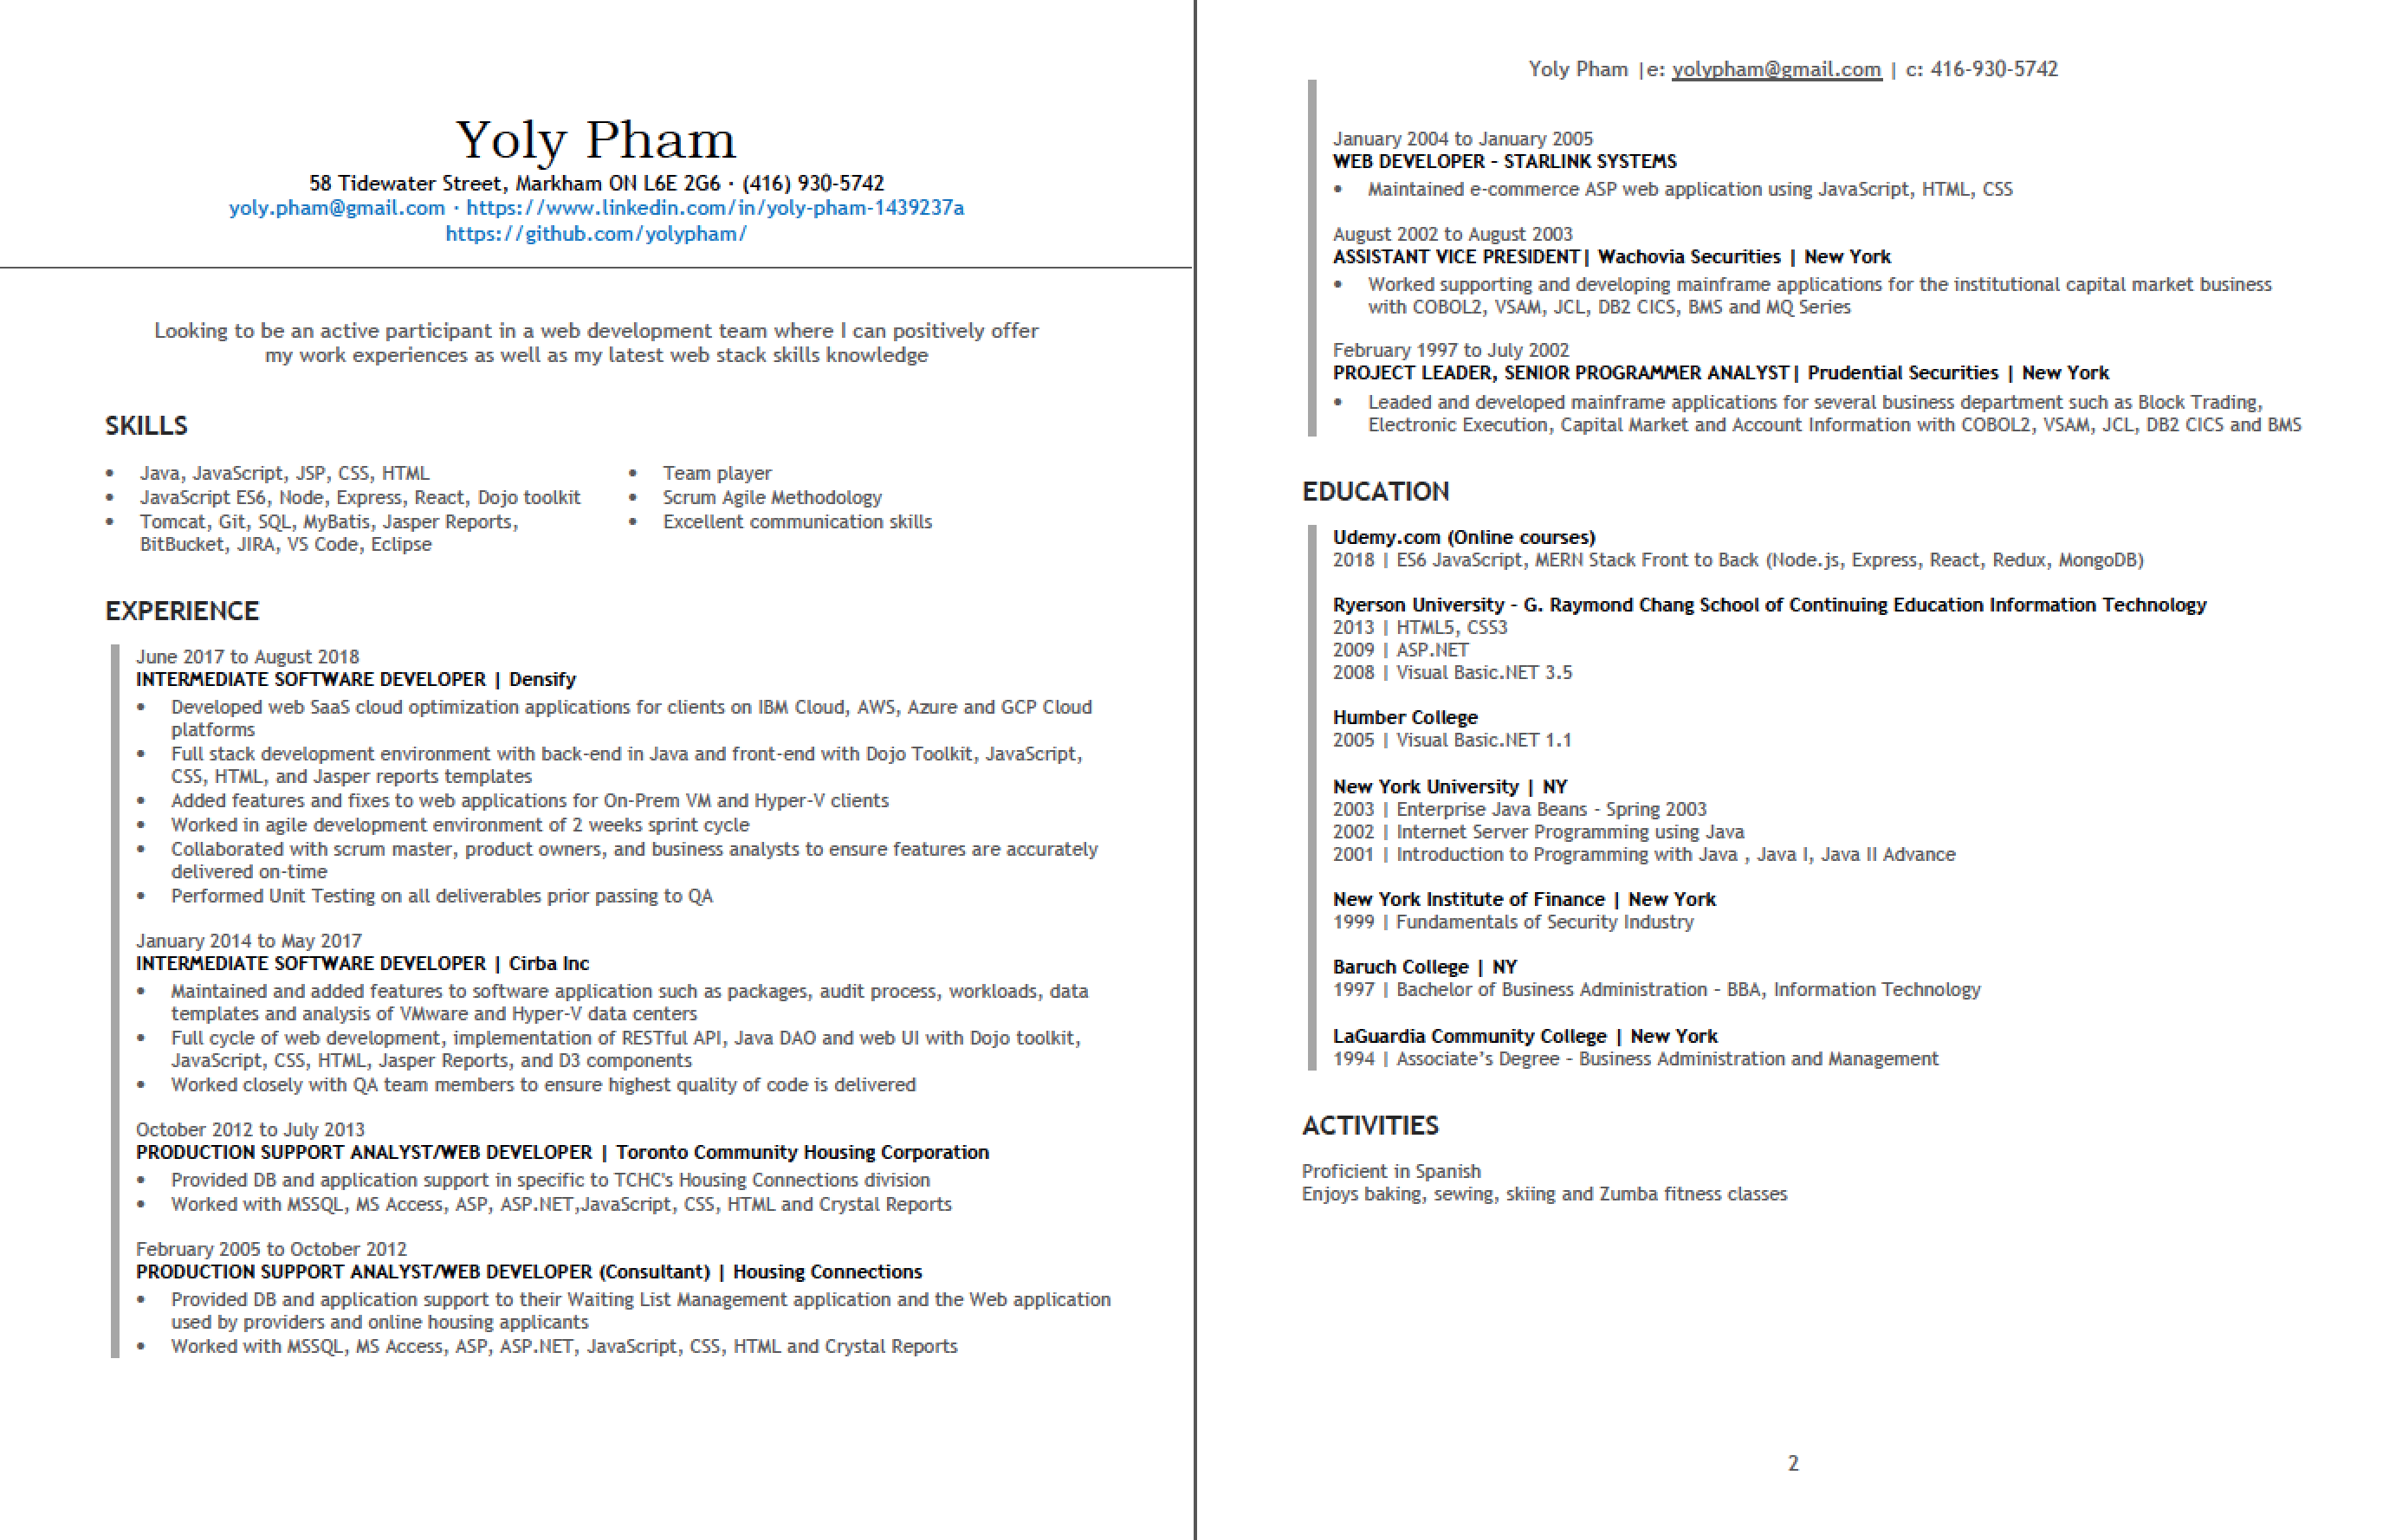 Yoly Pham
58 Tidewater Street, Markham ON L6E 2G6 · (416) 930-5742
yoly.pham@gmail.com · https://www.linkedin.com/in/yoly-pham-1439237a
https://github.com/yolypham/
Looking to be an active participant in a web development team where I can positively offer
my work experiences as well as my latest web stack skills knowledge
SKILLS
• Java, JavaScript, JSP, CSS, HTML
• JavaScript ES6, Node, Express, React, Dojo toolkit
• Tomcat, Git, SQL, MyBatis, Jasper Reports,
BitBucket, JIRA, VS Code, Eclipse
• Team player
• Scrum Agile Methodology
• Excellent communication skills
EXPERIENCE
June 2017 to August 2018
INTERMEDIATE SOFTWARE DEVELOPER | Densify
• Developed web SaaS cloud optimization applications for clients on IBM Cloud, AWS, Azure and GCP Cloud
platforms
• Full stack development environment with back-end in Java and front-end with Dojo Toolkit, JavaScript,
CSS, HTML, and Jasper reports templates
• Added features and fixes to web applications for On-Prem VM and Hyper-V clients
• Worked in agile development environment of 2 weeks sprint cycle
• Collaborated with scrum master, product owners, and business analysts to ensure features are accurately
delivered on-time
• Performed Unit Testing on all deliverables prior passing to QA
January 2014 to May 2017
INTERMEDIATE SOFTWARE DEVELOPER | Cirba Inc
• Maintained and added features to software application such as packages, audit process, workloads, data
templates and analysis of VMware and Hyper-V data centers
• Full cycle of web development, implementation of RESTful API, Java DAO and web UI with Dojo toolkit,
JavaScript, CSS, HTML, Jasper Reports, and D3 components
• Worked closely with QA team members to ensure highest quality of code is delivered
October 2012 to July 2013
PRODUCTION SUPPORT ANALYST/WEB DEVELOPER | Toronto Community Housing Corporation
• Provided DB and application support in specific to TCHC's Housing Connections division
• Worked with MSSQL, MS Access, ASP, ASP.NET,JavaScript, CSS, HTML and Crystal Reports
February 2005 to October 2012
PRODUCTION SUPPORT ANALYST/WEB DEVELOPER (Consultant) | Housing Connections
• Provided DB and application support to their Waiting List Management application and the Web application
used by providers and online housing applicants
• Worked with MSSQL, MS Access, ASP, ASP.NET, JavaScript, CSS, HTML and Crystal Reports
Yoly Pham |e: yolypham@gmail.com | c: 416-930-5742
January 2004 to January 2005
WEB DEVELOPER – STARLINK SYSTEMS
• Maintained e-commerce ASP web application using JavaScript, HTML, CSS
August 2002 to August 2003
ASSISTANT VICE PRESIDENT| Wachovia Securities | New York
• Worked supporting and developing mainframe applications for the institutional capital market business
with COBOL2, VSAM, JCL, DB2 CICS, BMS and MQ Series
February 1997 to July 2002
PROJECT LEADER, SENIOR PROGRAMMER ANALYST| Prudential Securities | New York
• Leaded and developed mainframe applications for several business department such as Block Trading,
Electronic Execution, Capital Market and Account Information with COBOL2, VSAM, JCL, DB2 CICS and BMS
EDUCATION
Udemy.com (Online courses)
2018 | ES6 JavaScript, MERN Stack Front to Back (Node.js, Express, React, Redux, MongoDB)
Ryerson University – G. Raymond Chang School of Continuing Education Information Technology
2013 | HTML5, CSS3
2009 | ASP.NET
2008 | Visual Basic.NET 3.5
Humber College
2005 | Visual Basic.NET 1.1
New York University | NY
2003 | Enterprise Java Beans - Spring 2003
2002 | Internet Server Programming using Java
2001 | Introduction to Programming with Java , Java I, Java II Advance
New York Institute of Finance | New York
1999 | Fundamentals of Security Industry
Baruch College | NY
1997 | Bachelor of Business Administration – BBA, Information Technology
LaGuardia Community College | New York
1994 | Associate’s Degree – Business Administration and Management
ACTIVITIES
Proficient in Spanish
Enjoys baking, sewing, skiing and Zumba fitness classes
2